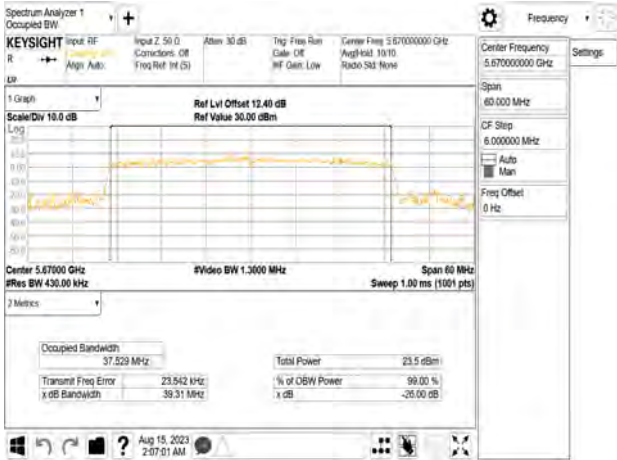 Spectrum Analyzer 1
Occupied BW
+
Frequency
KEYSIGHT
Input: RF
Input Z: 50 Ω
Atten: 30 dB
Trig: Free Run
Center Freq: 5.670000000 GHz
R
Corrections: Off
Gate: Off
Avg|Hold: 10/10
Align: Auto
Freq Ref: Int (S)
#IF Gain: Low
Radio Std: None
Center Frequency
5.670000000 GHz
Settings
Span
60.000 MHz
CF Step
6.000000 MHz
Auto
Man
Freq Offset
0 Hz
1 Graph
Scale/Div 10.0 dB
Ref Lvl Offset 12.40 dB
Ref Value 30.00 dBm
Log
Center 5.67000 GHz
#Video BW 1.3000 MHz
Span 60 MHz
#Res BW 430.00 kHz
Sweep 1.00 ms (1001 pts)
2 Metrics
Occupied Bandwidth
37.529 MHz
Total Power
23.5 dBm
Transmit Freq Error
23.542 kHz
% of OBW Power
99.00 %
x dB Bandwidth
39.31 MHz
x dB
-26.00 dB
?
Aug 15, 2023
2:07:01 AM